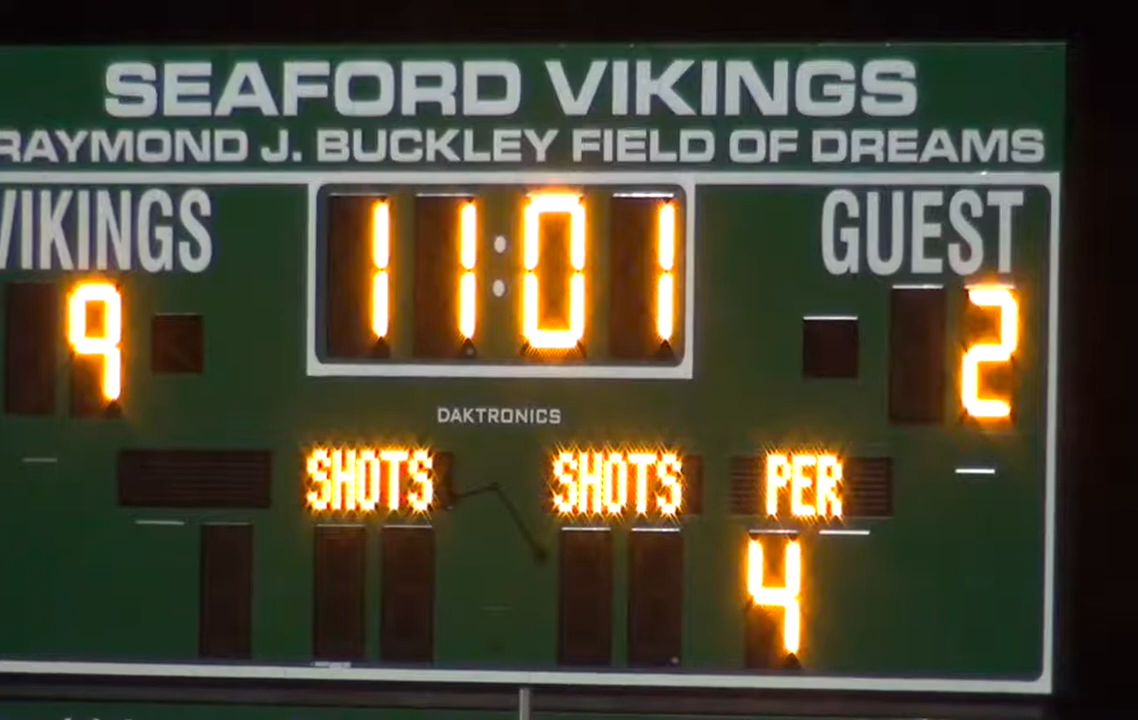 SEAFORD VIKINGS
RAYMOND J. BUCKLEY FIELD OF DREAMS
VIKINGS 11:01 GUEST
9 2
DAKTRONICS
SHOTS SHOTS PER
4